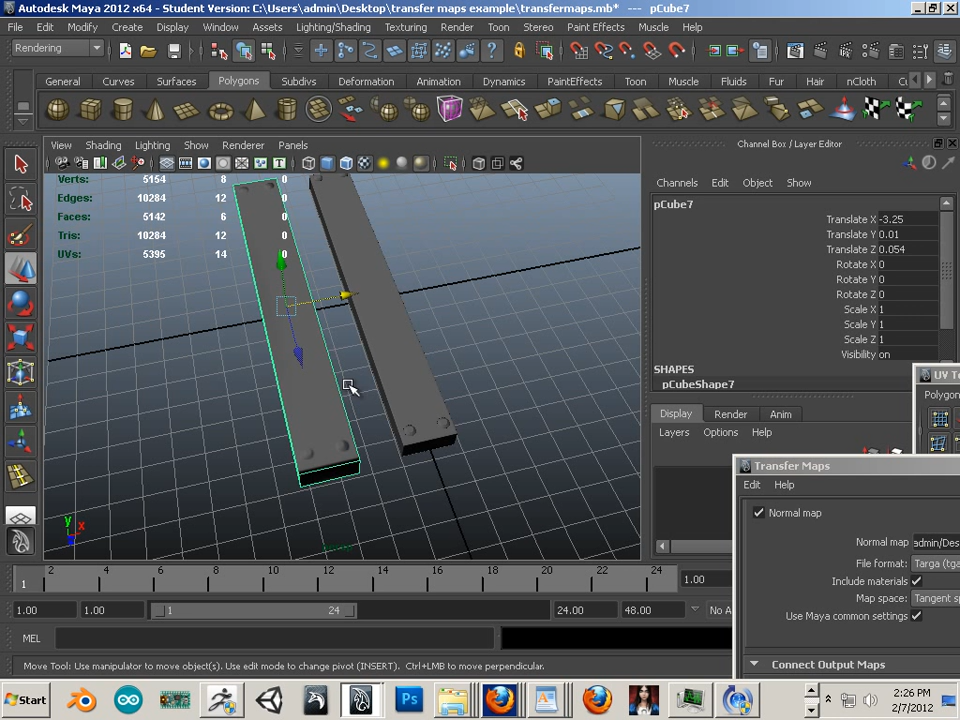 Autodesk Maya 2012 x64 - Student Version: C:\Users\admin\Desktop\transfer maps example\transfermaps.mb* --- pCube7
File Edit Modify Create Display Window Assets Lighting/Shading Texturing Render Toon Stereo Paint Effects Muscle Help
Rendering
General Curves Surfaces Polygons Subdivs Deformation Animation Dynamics PaintEffects Toon Muscle Fluids Fur Hair nCloth
View Shading Lighting Show Renderer Panels
Verts: 5154 8 0
Edges: 10284 12 0
Faces: 5142 6 0
Tris: 10284 12 0
UVs: 5395 14 0
y x
Channel Box / Layer Editor
Channels Edit Object Show
pCube7
Translate X -3.25
Translate Y 0.01
Translate Z 0.054
Rotate X 0
Rotate Y 0
Rotate Z 0
Scale X 1
Scale Y 1
Scale Z 1
Visibility on
SHAPES
pCubeShape7
Display Render Anim
Layers Options Help
UV T
Polygon
Transfer Maps
Edit Help
Normal map
Normal map admin/Des
File format: Targa (tga
Include materials
Map space: Tangent s
Use Maya common settings
Connect Output Maps
1 2 4 6 8 10 12 14 16 18 20 22 24 1.00
1.00 1.00 1 24 24.00 48.00 No A
MEL
Move Tool: Use manipulator to move object(s). Use edit mode to change pivot (INSERT). Ctrl+LMB to move perpendicular.
Start
Ps
2:26 PM
2/7/2012